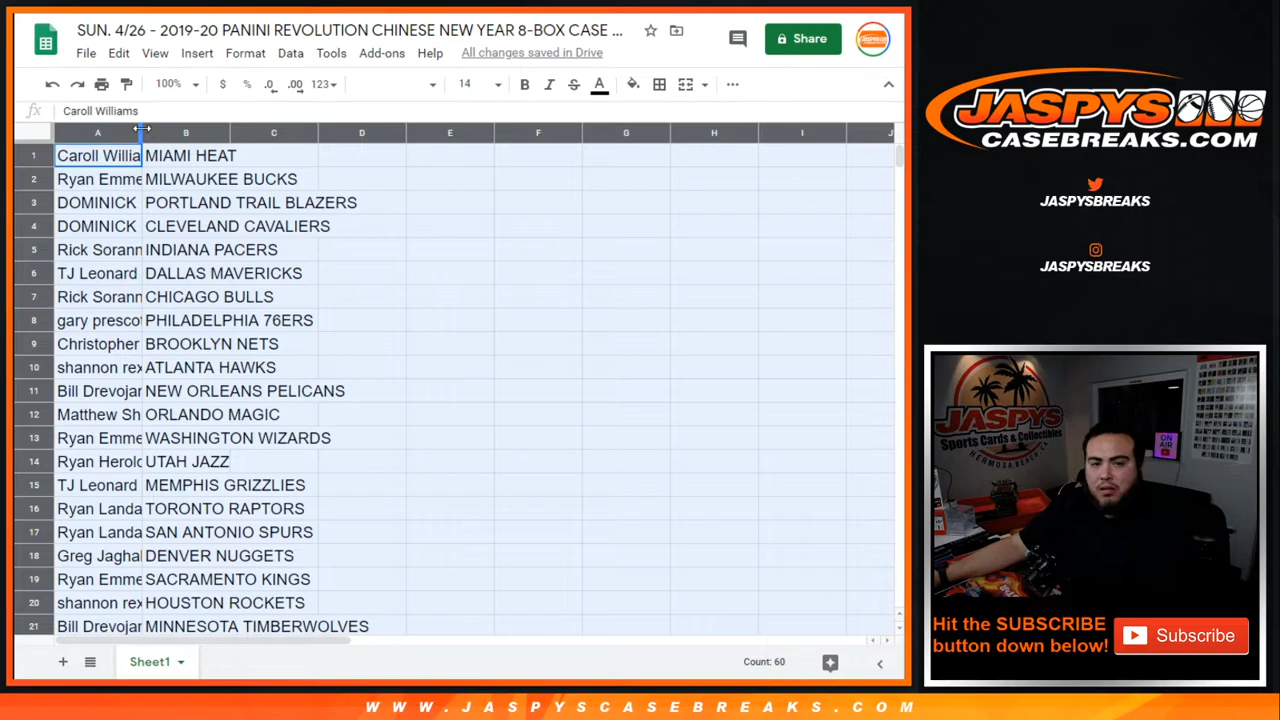 SUN. 4/26 - 2019-20 PANINI REVOLUTION CHINESE NEW YEAR 8-BOX CASE ...
File Edit View Insert Format Data Tools Add-ons Help All changes saved in Drive
Share
100% $ % .0 .00 123 14 B I S A
fx Caroll Williams
A B C D E F G H I J
1 Caroll Willia MIAMI HEAT
2 Ryan Emme MILWAUKEE BUCKS
3 DOMINICK PORTLAND TRAIL BLAZERS
4 DOMINICK CLEVELAND CAVALIERS
5 Rick Sorann INDIANA PACERS
6 TJ Leonard DALLAS MAVERICKS
7 Rick Sorann CHICAGO BULLS
8 gary prescot PHILADELPHIA 76ERS
9 Christopher BROOKLYN NETS
10 shannon rex ATLANTA HAWKS
11 Bill Drevojar NEW ORLEANS PELICANS
12 Matthew Sh ORLANDO MAGIC
13 Ryan Emme WASHINGTON WIZARDS
14 Ryan Herold UTAH JAZZ
15 TJ Leonard MEMPHIS GRIZZLIES
16 Ryan Landa TORONTO RAPTORS
17 Ryan Landa SAN ANTONIO SPURS
18 Greg Jaghal DENVER NUGGETS
19 Ryan Emme SACRAMENTO KINGS
20 shannon rex HOUSTON ROCKETS
21 Bill Drevojar MINNESOTA TIMBERWOLVES
Sheet1
Count: 60
JASPYS
CASEBREAKS.COM
JASPYSBREAKS
JASPYSBREAKS
JASPYS
Sports Cards & Collectibles
HERMOSA BEACH, CA
ON
AIR
Hit the SUBSCRIBE
button down below!
Subscribe
WWW.JASPYSCASEBREAKS.COM